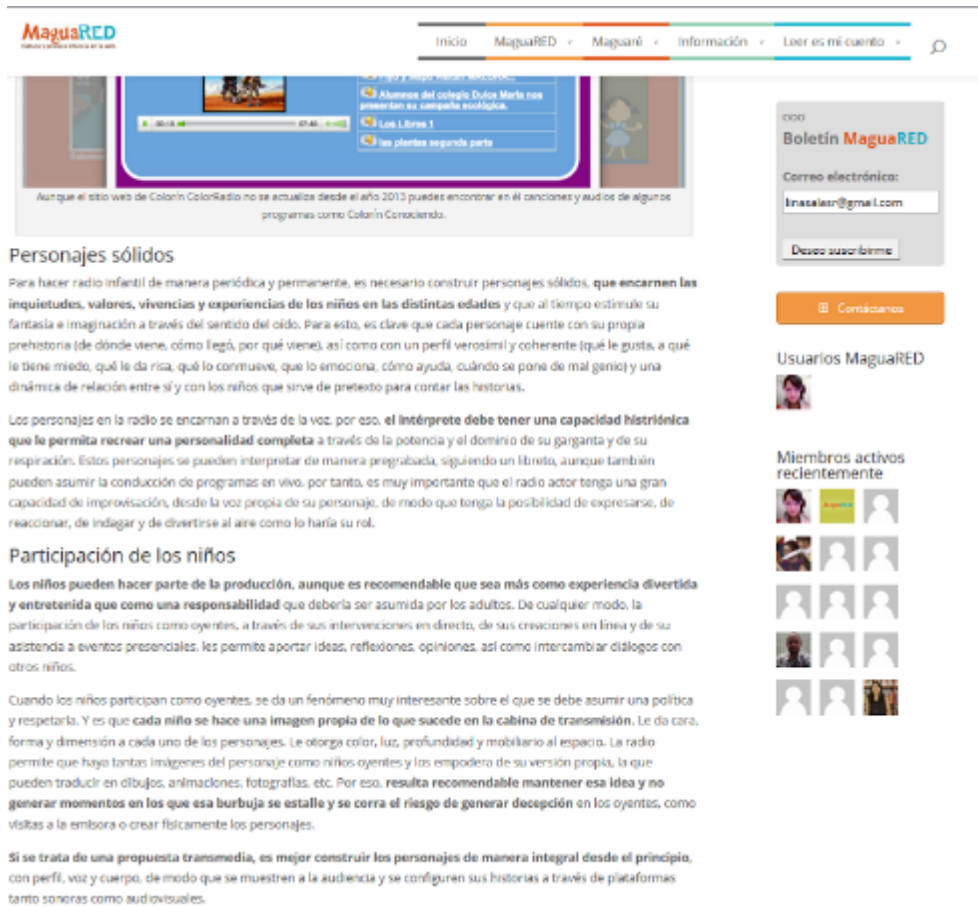 MaguaRED
Inicio MaguaRED Maguaré Información Leer es mi cuento
Alumnos del colegio Dulce María nos
presentan su campaña ecológica.
Los Libros 1
las plantas segunda parte
Aunque el sitio web de Colorín ColorRadio no se actualiza desde el año 2013 puedes encontrar en él canciones y audios de algunos
programas como Colorín Conociendo.
Personajes sólidos
Para hacer radio infantil de manera periódica y permanente, es necesario construir personajes sólidos, que encarnen las
inquietudes, valores, vivencias y experiencias de los niños en las distintas edades y que al tiempo estimule su
fantasía e imaginación a través del sentido del oído. Para esto, es clave que cada personaje cuente con su propia
prehistoria (de dónde viene, cómo llegó, por qué viene), así como con un perfil verosímil y coherente (qué le gusta, a qué
le tiene miedo, qué le da risa, qué lo conmueve, que lo emociona, cómo ayuda, cuándo se pone de mal genio) y una
dinámica de relación entre sí y con los niños que sirve de pretexto para contar las historias.
Los personajes en la radio se encarnan a través de la voz, por eso, el intérprete debe tener una capacidad histriónica
que le permita recrear una personalidad completa a través de la potencia y el dominio de su garganta y de su
respiración. Estos personajes se pueden interpretar de manera pregrabada, siguiendo un libreto, aunque también
pueden asumir la conducción de programas en vivo, por tanto, es muy importante que el radio actor tenga una gran
capacidad de improvisación, desde la voz propia de su personaje, de modo que tenga la posibilidad de expresarse, de
reaccionar, de indagar y de divertirse al aire como lo haría su rol.
Participación de los niños
Los niños pueden hacer parte de la producción, aunque es recomendable que sea más como experiencia divertida
y entretenida que como una responsabilidad que debería ser asumida por los adultos. De cualquier modo, la
participación de los niños como oyentes, a través de sus intervenciones en directo, de sus creaciones en línea y de su
asistencia a eventos presenciales, les permite aportar ideas, reflexiones, opiniones, así como intercambiar diálogos con
otros niños.
Cuando los niños participan como oyentes, se da un fenómeno muy interesante sobre el que se debe asumir una política
y respetarla. Y es que cada niño se hace una imagen propia de lo que sucede en la cabina de transmisión. Le da cara,
forma y dimensión a cada uno de los personajes. Le otorga color, luz, profundidad y mobiliario al espacio. La radio
permite que haya tantas imágenes del personaje como niños oyentes y los empodera de su versión propia, la que
pueden traducir en dibujos, animaciones, fotografías, etc. Por eso, resulta recomendable mantener esa idea y no
generar momentos en los que esa burbuja se estalle y se corra el riesgo de generar decepción en los oyentes, como
visitas a la emisora o crear físicamente los personajes.
Si se trata de una propuesta transmedia, es mejor construir los personajes de manera integral desde el principio,
con perfil, voz y cuerpo, de modo que se muestren a la audiencia y se configuren sus historias a través de plataformas
tanto sonoras como audiovisuales.
Boletín MaguaRED
Correo electrónico:
linasalasr@gmail.com
Deseo suscribirme
Contáctanos
Usuarios MaguaRED
Miembros activos
recientemente